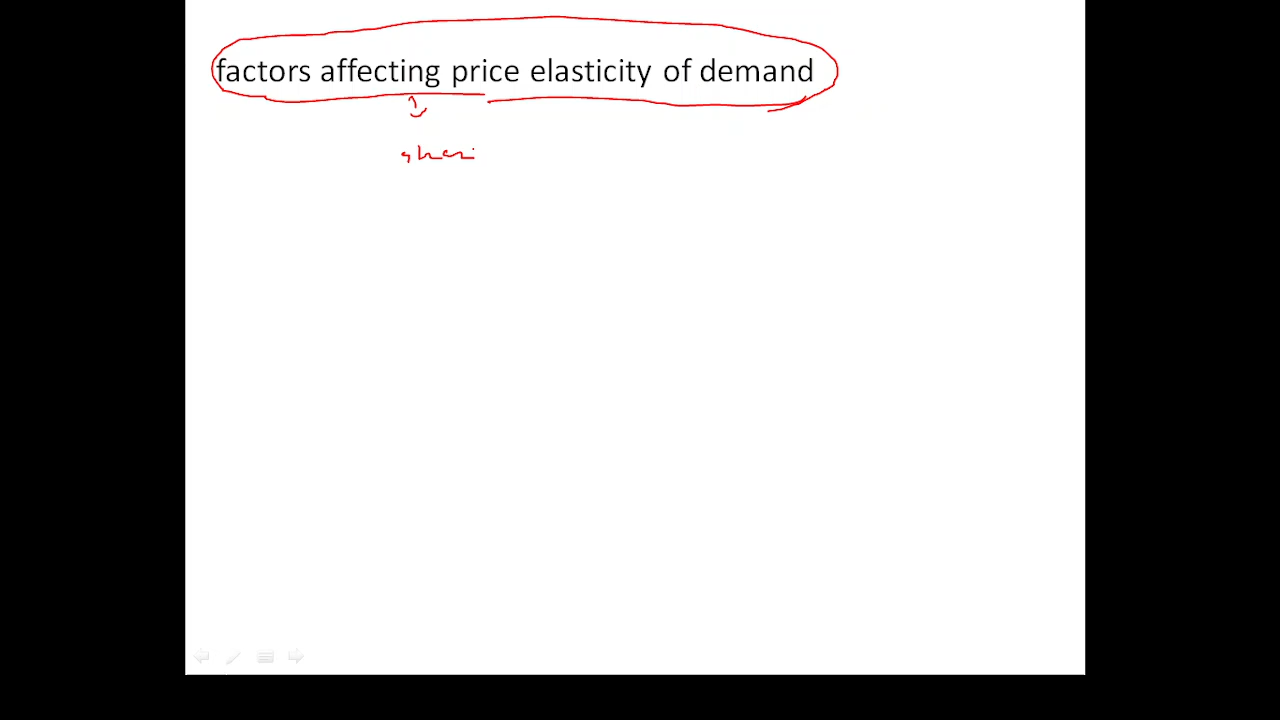 factors affecting price elasticity of demand